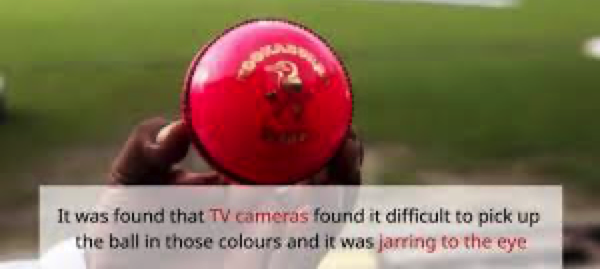 KOOKABURRA
It was found that TV cameras found it difficult to pick up
the ball in those colours and it was jarring to the eye